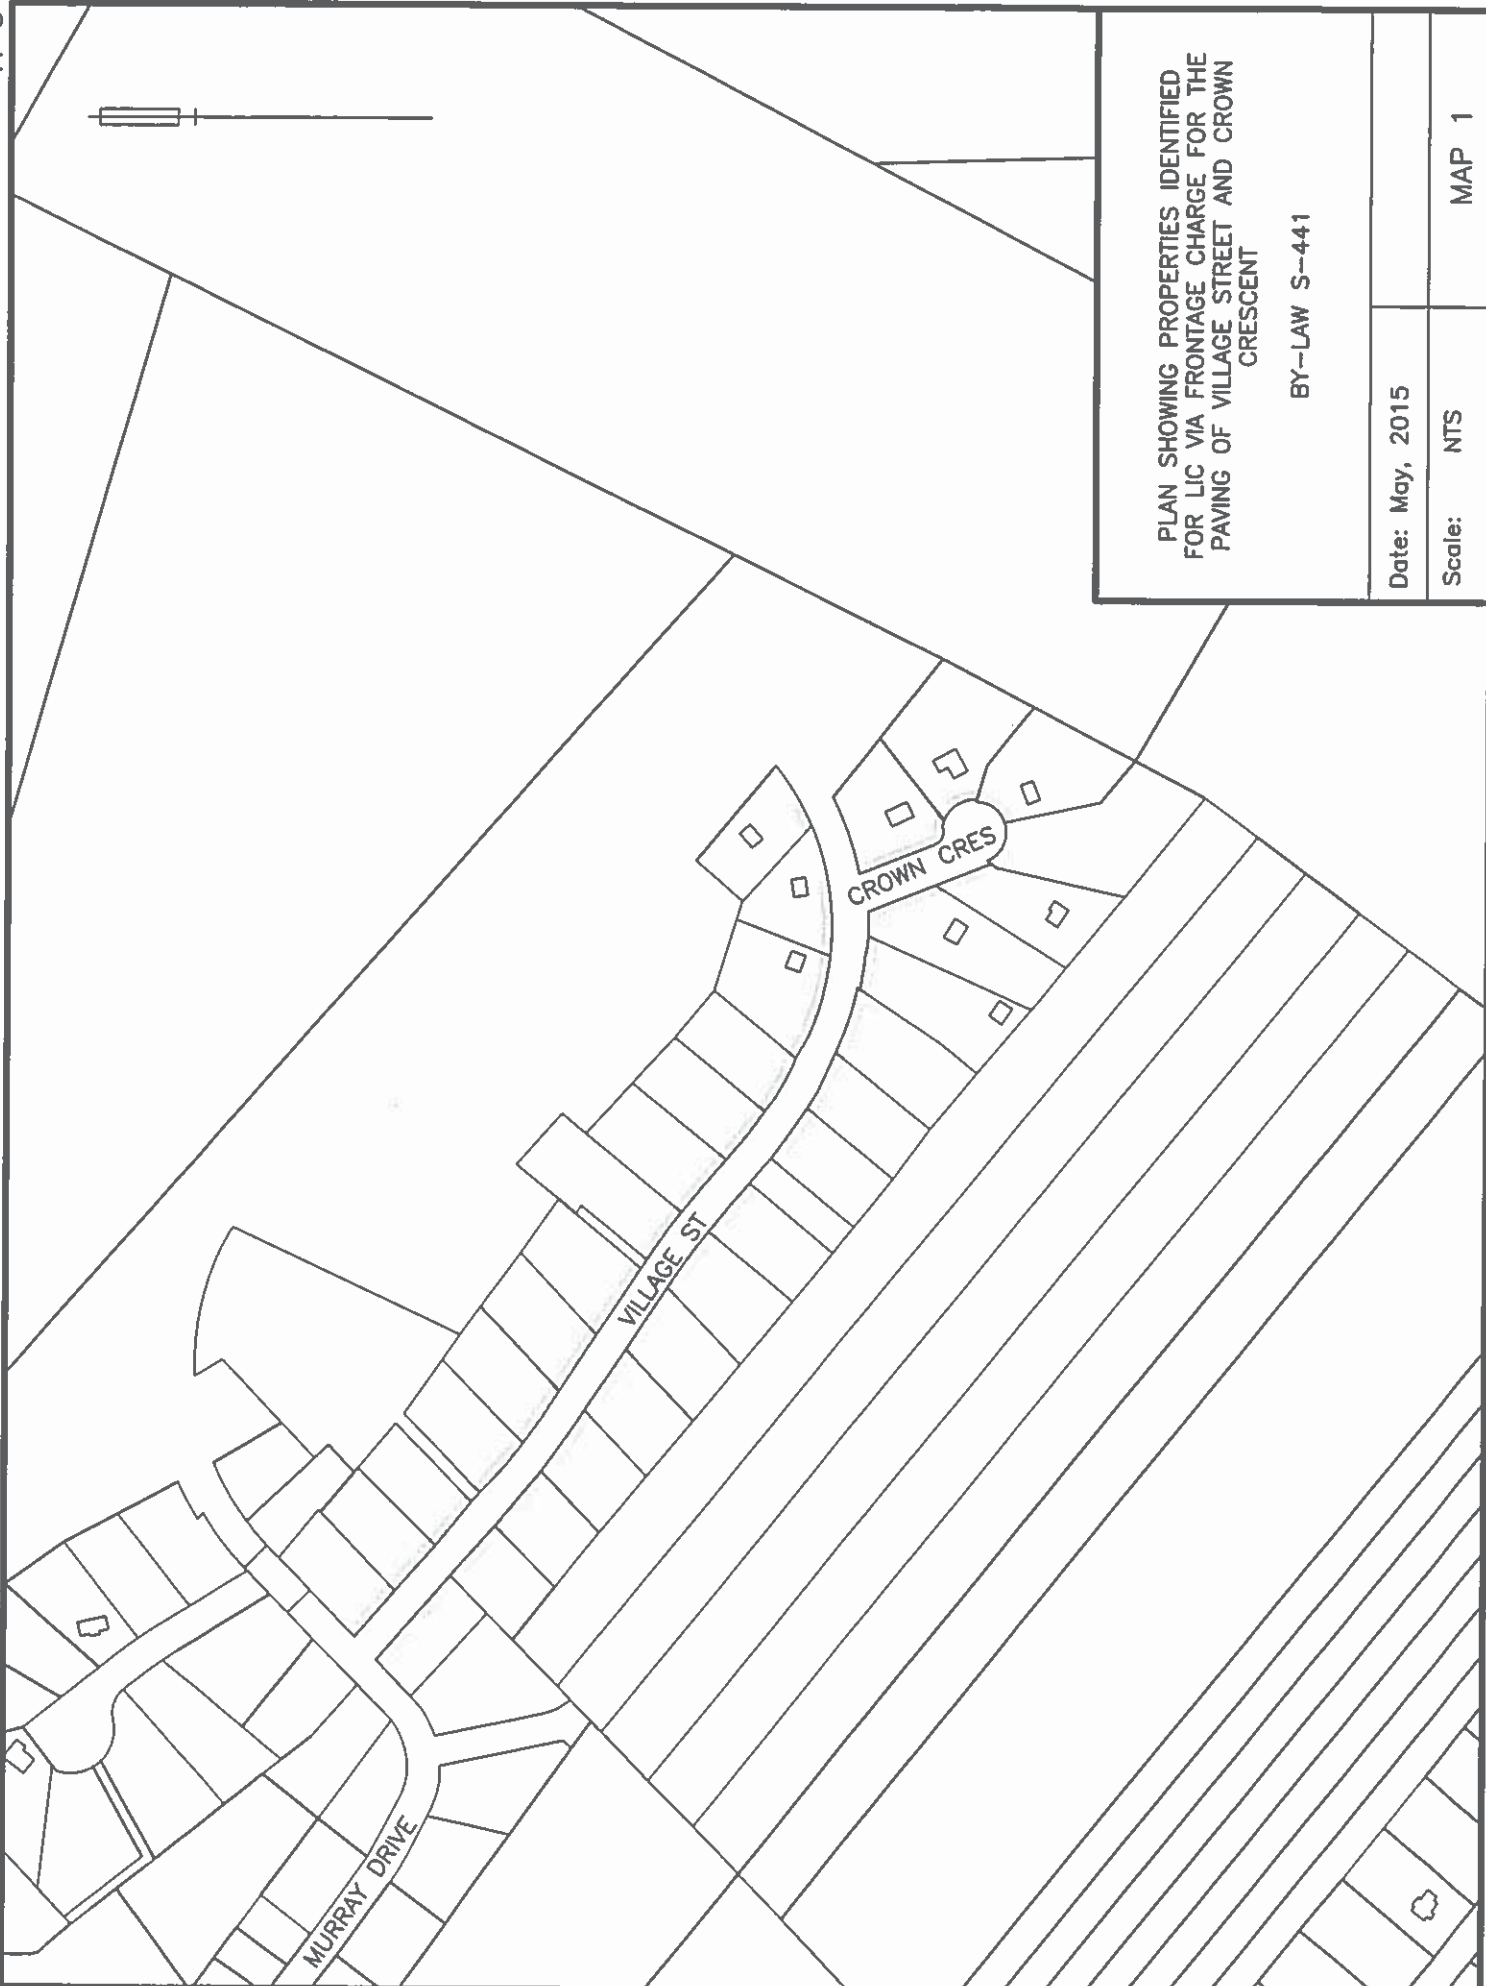 PLAN SHOWING PROPERTIES IDENTIFIED
FOR LIC VIA FRONTAGE CHARGE FOR THE
PAVING OF VILLAGE STREET AND CROWN
CRESCENT
BY-LAW S-441
Date: May, 2015
Scale: NTS
MAP 1
CROWN CRES
VILLAGE ST
MURRAY DRIVE